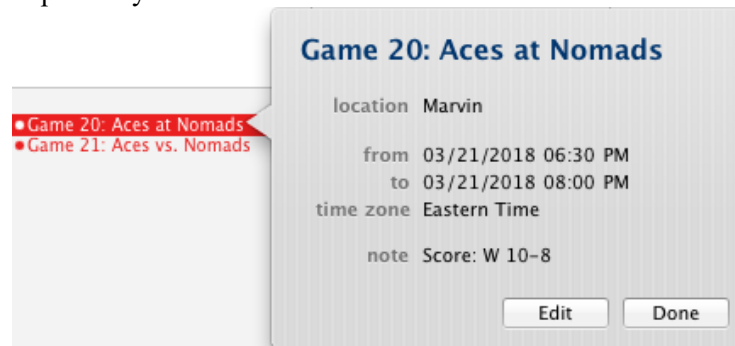 Game 20: Aces at Nomads
Game 21: Aces vs. Nomads
Game 20: Aces at Nomads
location Marvin
from 03/21/2018 06:30 PM
to 03/21/2018 08:00 PM
time zone Eastern Time
note Score: W 10-8
Edit Done